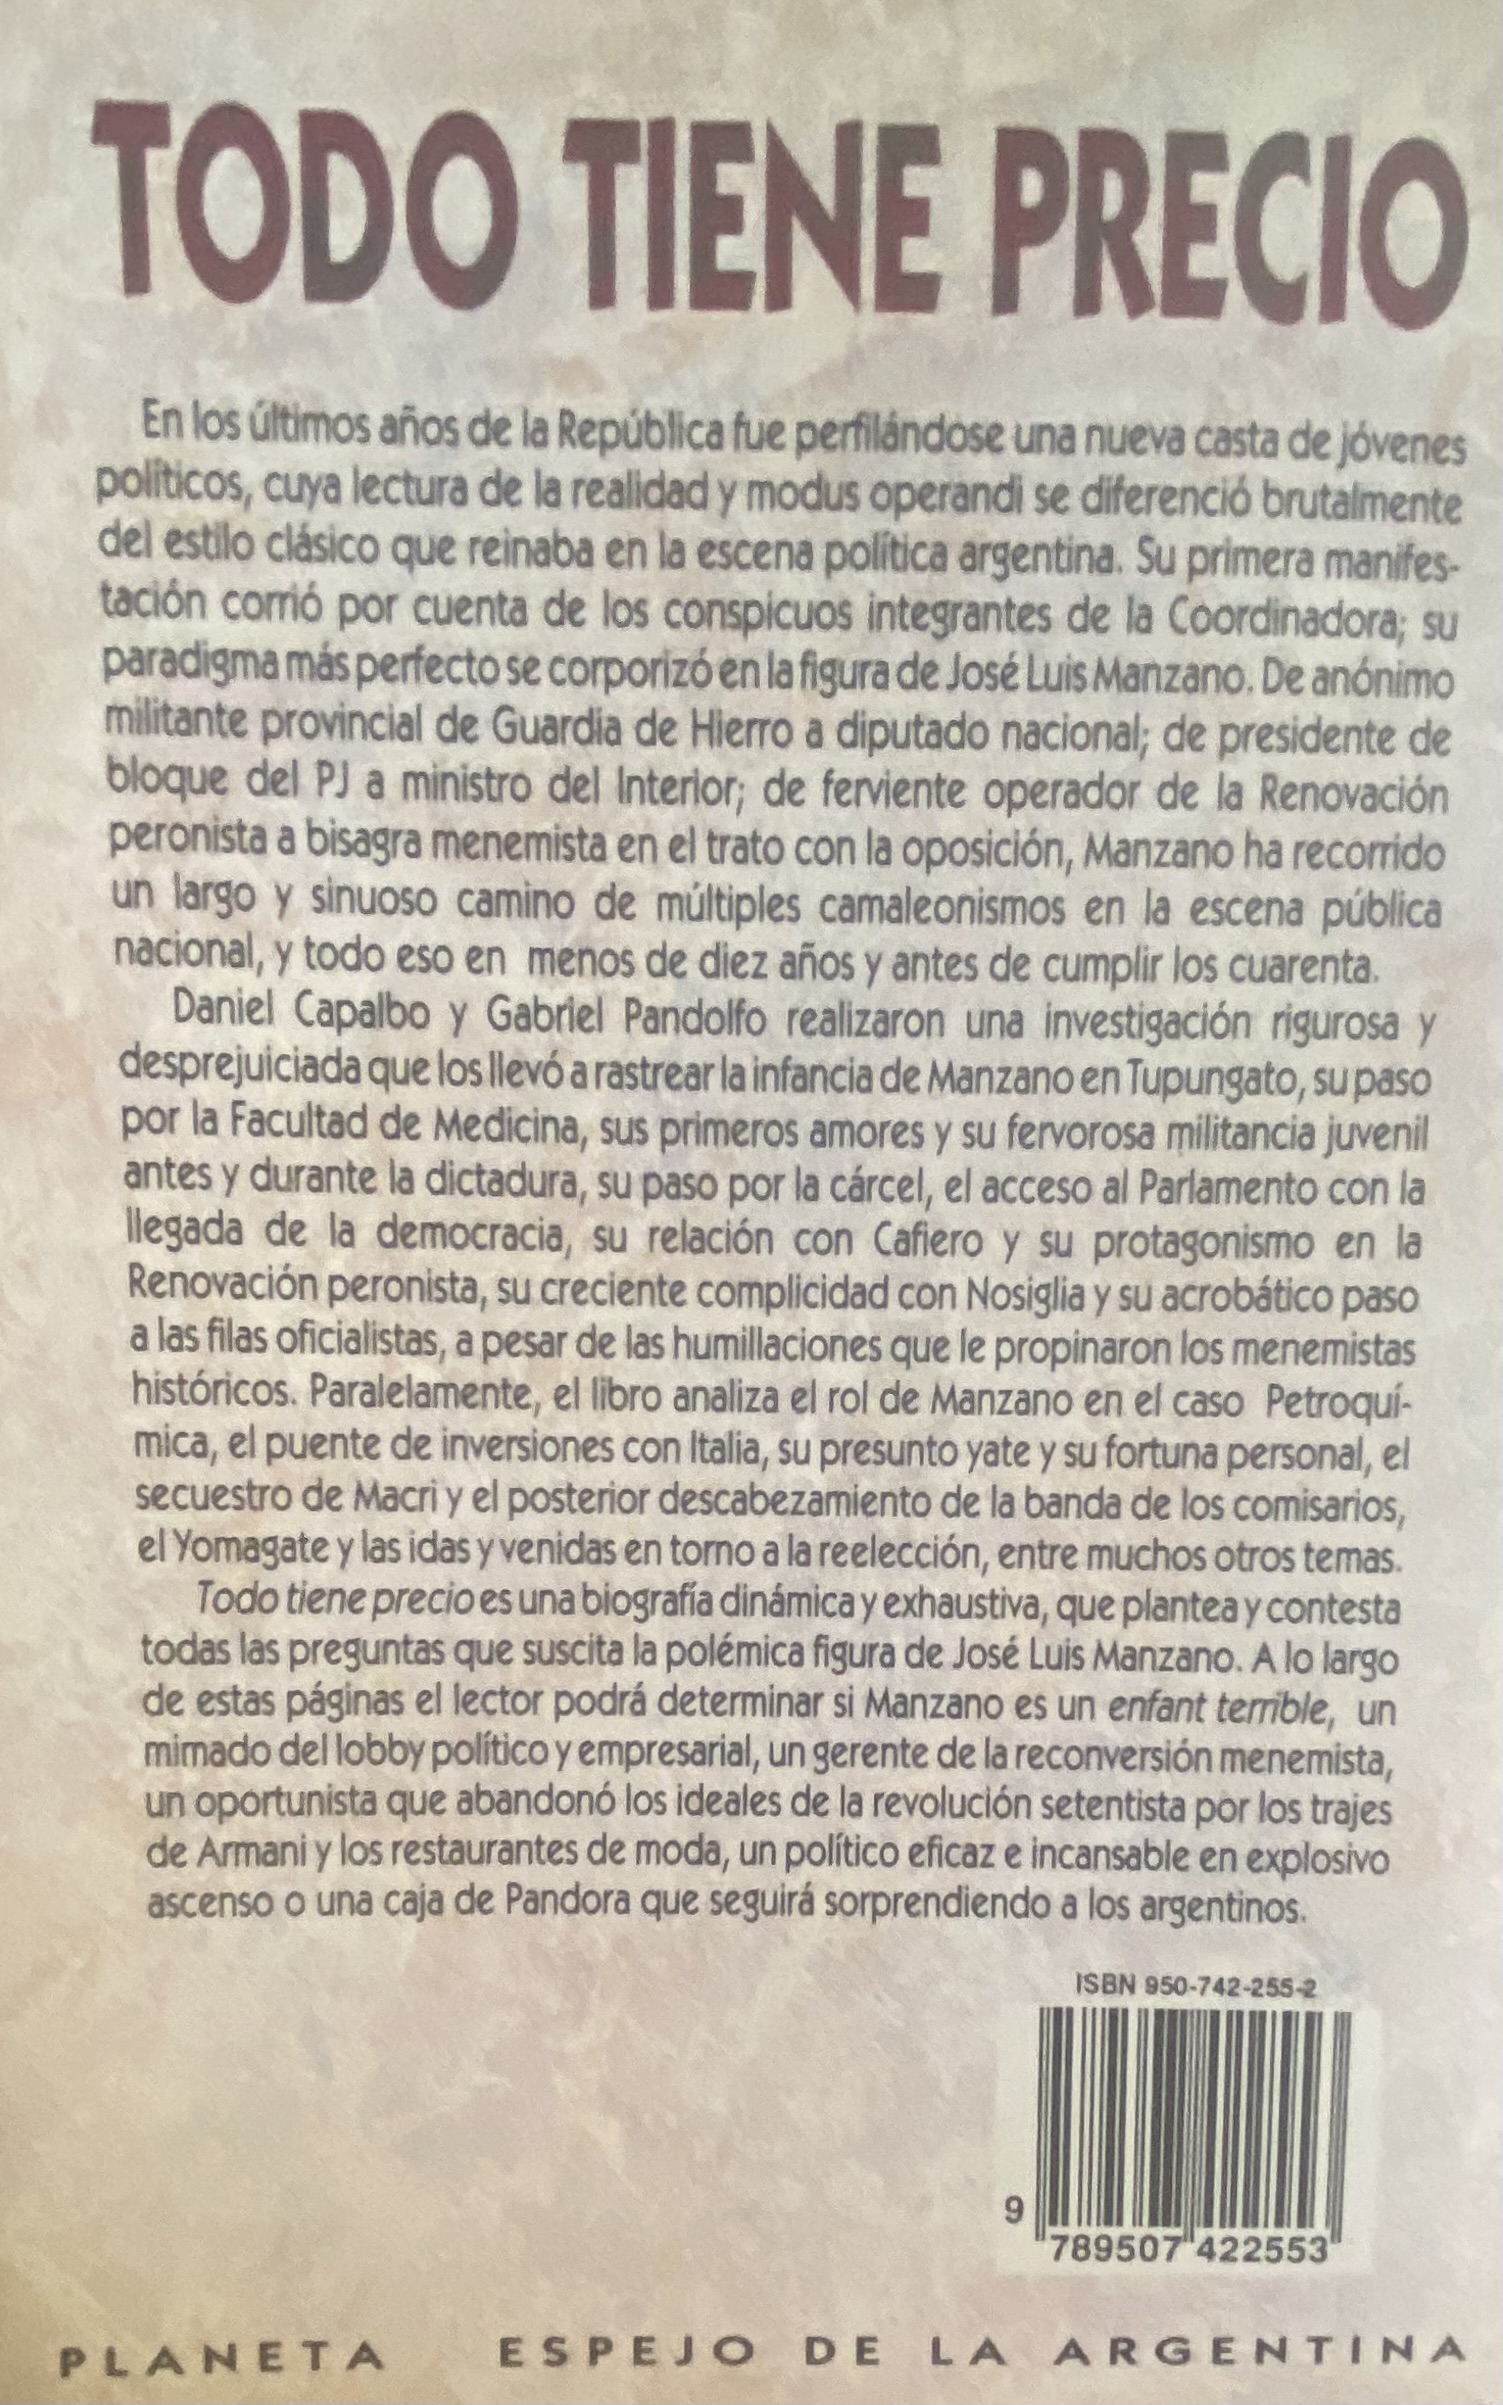 TODO TIENE PRECIO
En los últimos años de la República fue perfilándose una nueva casta de jóvenes
políticos, cuya lectura de la realidad y modus operandi se diferenció brutalmente
del estilo clásico que reinaba en la escena política argentina. Su primera manifes-
tación corrió por cuenta de los conspicuos integrantes de la Coordinadora; su
paradigma más perfecto se corporizó en la figura de José Luis Manzano. De anónimo
militante provincial de Guardia de Hierro a diputado nacional; de presidente de
bloque del PJ a ministro del Interior; de ferviente operador de la Renovación
peronista a bisagra menemista en el trato con la oposición, Manzano ha recorrido
un largo y sinuoso camino de múltiples camaleonismos en la escena pública
nacional, y todo eso en menos de diez años y antes de cumplir los cuarenta.
Daniel Capalbo y Gabriel Pandolfo realizaron una investigación rigurosa y
desprejuiciada que los llevó a rastrear la infancia de Manzano en Tupungato, su paso
por la Facultad de Medicina, sus primeros amores y su fervorosa militancia juvenil
antes y durante la dictadura, su paso por la cárcel, el acceso al Parlamento con la
llegada de la democracia, su relación con Cafiero y su protagonismo en la
Renovación peronista, su creciente complicidad con Nosiglia y su acrobático paso
a las filas oficialistas, a pesar de las humillaciones que le propinaron los menemistas
históricos. Paralelamente, el libro analiza el rol de Manzano en el caso Petroquí-
mica, el puente de inversiones con Italia, su presunto yate y su fortuna personal, el
secuestro de Macri y el posterior descabezamiento de la banda de los comisarios,
el Yomagate y las idas y venidas en torno a la reelección, entre muchos otros temas.
Todo tiene precio es una biografía dinámica y exhaustiva, que plantea y contesta
todas las preguntas que suscita la polémica figura de José Luis Manzano. A lo largo
de estas páginas el lector podrá determinar si Manzano es un enfant terrible, un
mimado del lobby político y empresarial, un gerente de la reconversión menemista,
un oportunista que abandonó los ideales de la revolución setentista por los trajes
de Armani y los restaurantes de moda, un político eficaz e incansable en explosivo
ascenso o una caja de Pandora que seguirá sorprendiendo a los argentinos.
ISBN 950-742-255-2
9 789507 422553
PLANETA ESPEJO DE LA ARGENTINA